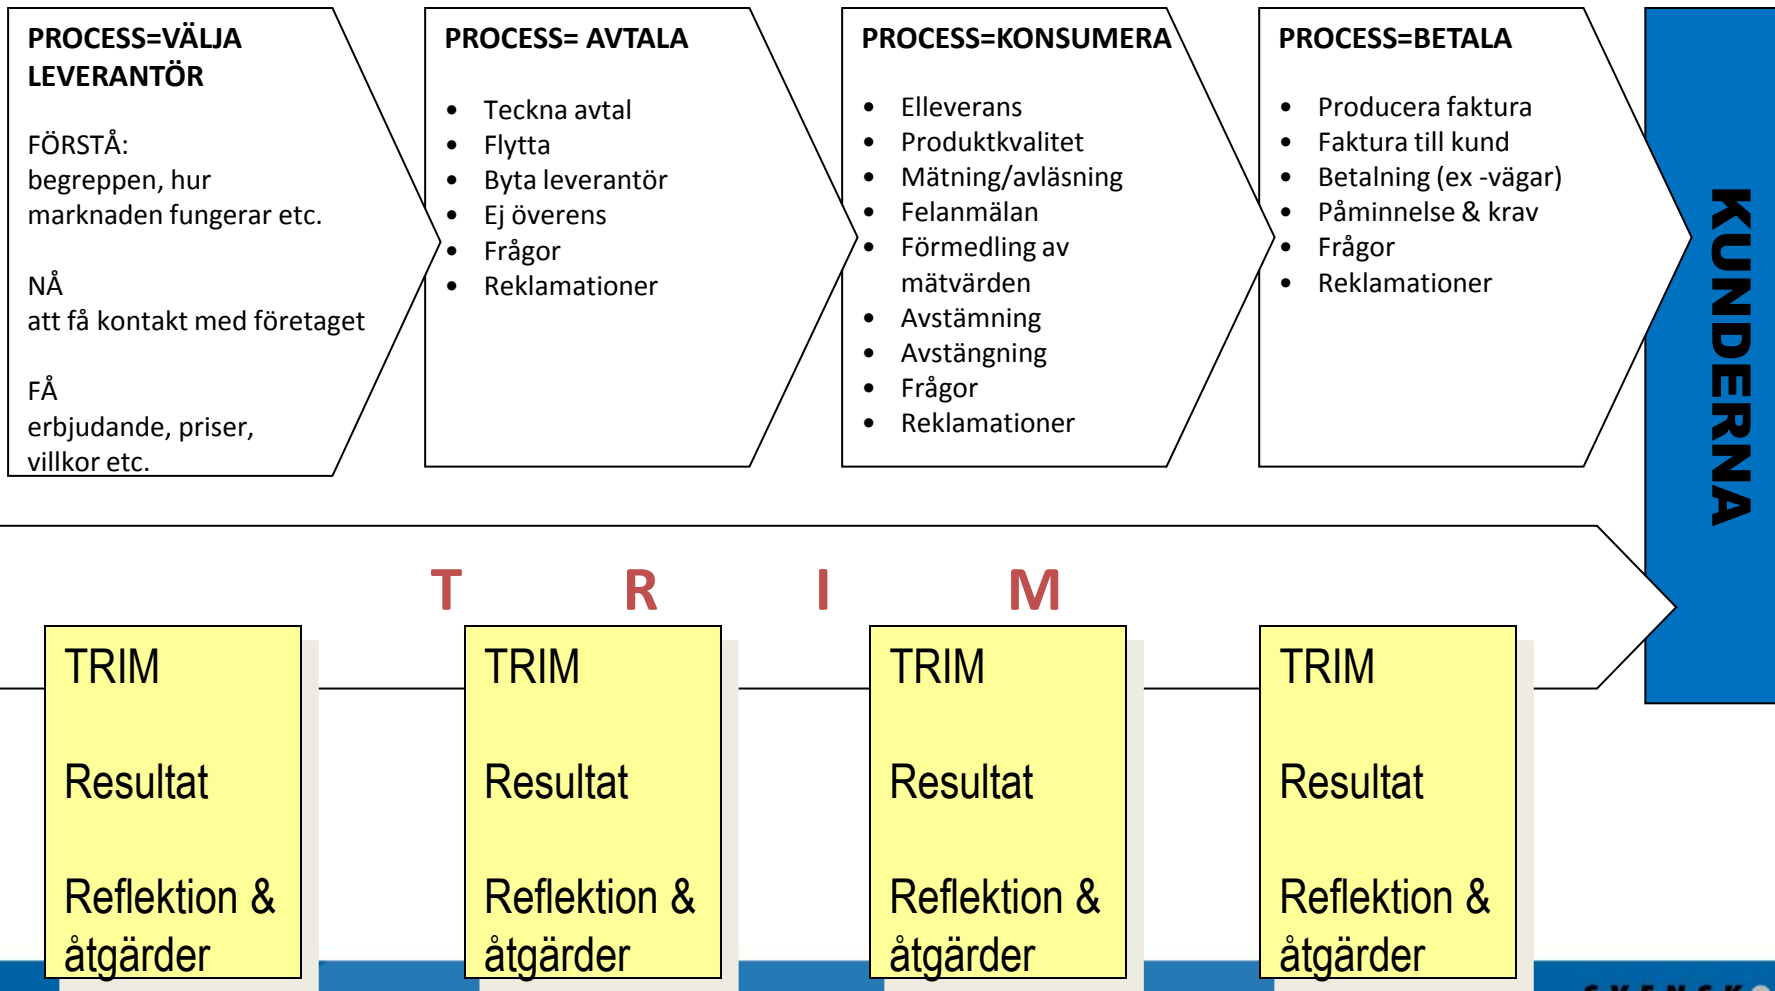 PROCESS=VÄLJA
LEVERANTÖR
FÖRSTÅ:
begreppen, hur
marknaden fungerar etc.
NÅ
att få kontakt med företaget
FÅ
erbjudande, priser,
villkor etc.
PROCESS= AVTALA
• Teckna avtal
• Flytta
• Byta leverantör
• Ej överens
• Frågor
• Reklamationer
PROCESS=KONSUMERA
• Elleverans
• Produktkvalitet
• Mätning/avläsning
• Felanmälan
• Förmedling av
mätvärden
• Avstämning
• Avstängning
• Frågor
• Reklamationer
PROCESS=BETALA
• Producera faktura
• Faktura till kund
• Betalning (ex -vägar)
• Påminnelse & krav
• Frågor
• Reklamationer
KUNDERNA
T R I M
TRIM
Resultat
Reflektion &
åtgärder
TRIM
Resultat
Reflektion &
åtgärder
TRIM
Resultat
Reflektion &
åtgärder
TRIM
Resultat
Reflektion &
åtgärder